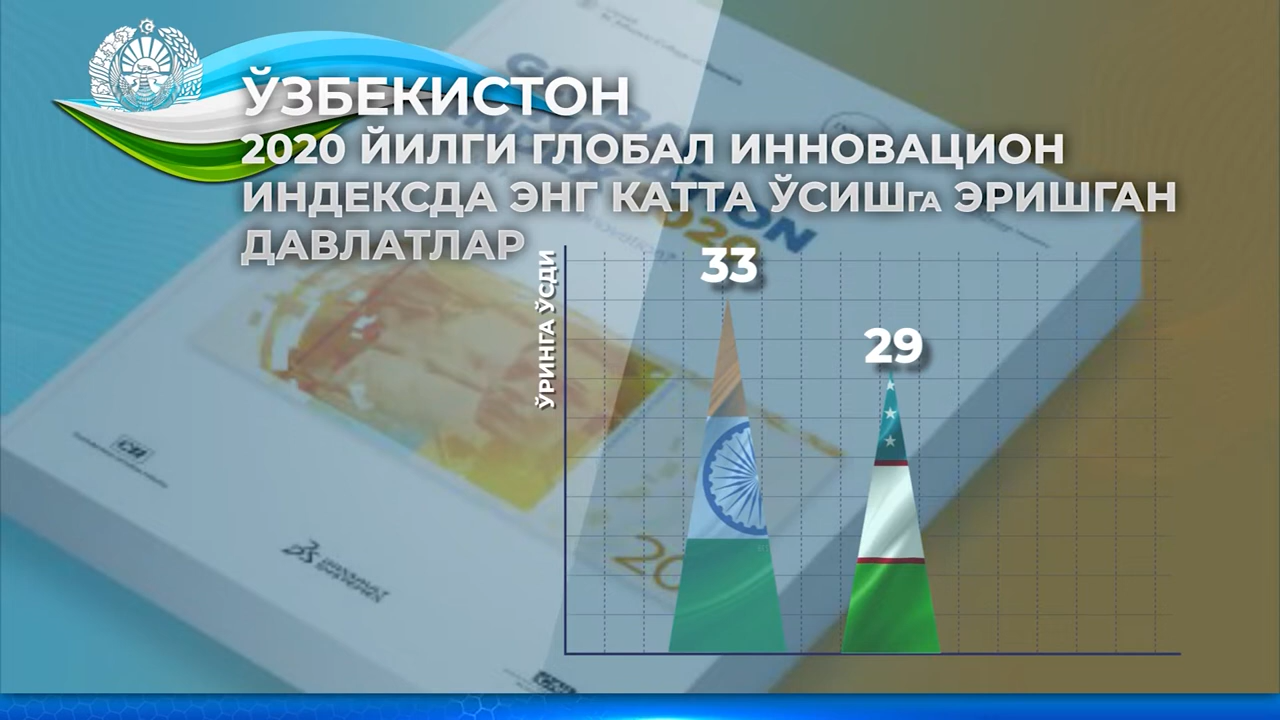 ЎЗБЕКИСТОН
2020 ЙИЛГИ ГЛОБАЛ ИННОВАЦИОН
ИНДЕКСДА ЭНГ КАТТА ЎСИШГА ЭРИШГАН
ДАВЛАТЛАР
ЎРИНГА ЎСДИ
33
29